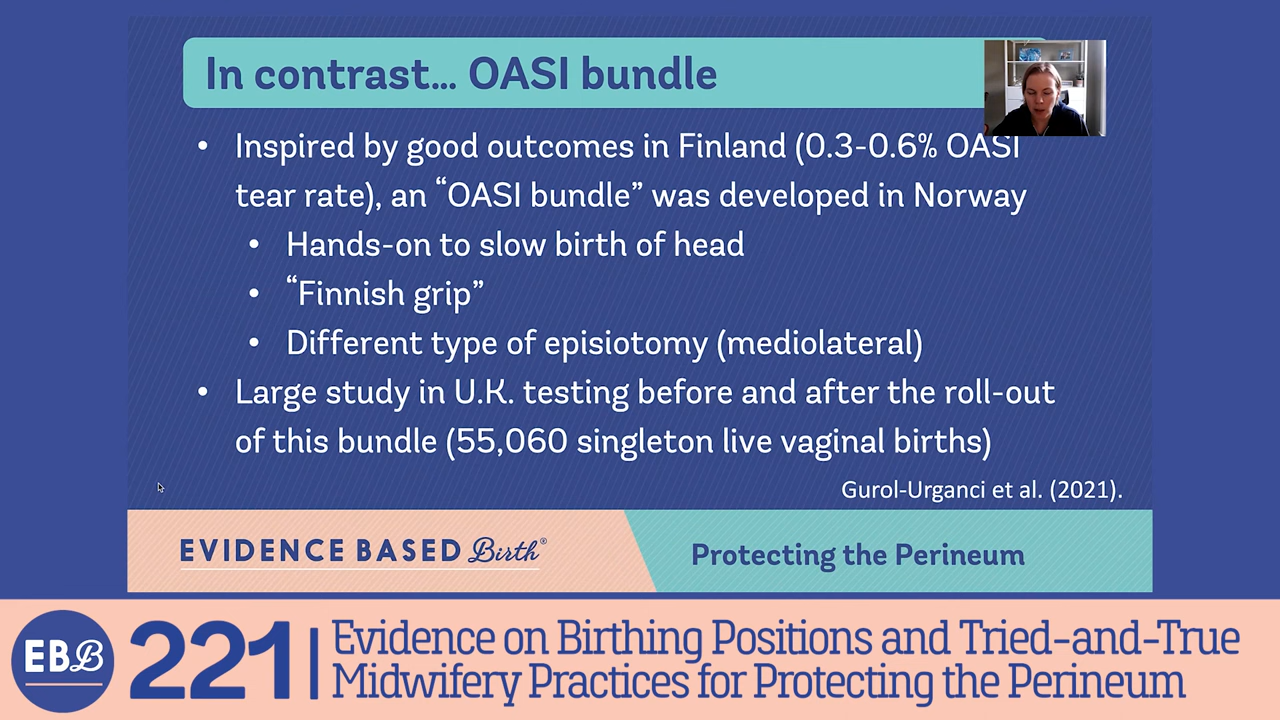 In contrast... OASI bundle
• Inspired by good outcomes in Finland (0.3-0.6% OASI
tear rate), an “OASI bundle” was developed in Norway
• Hands-on to slow birth of head
• “Finnish grip”
• Different type of episiotomy (mediolateral)
• Large study in U.K. testing before and after the roll-out
of this bundle (55,060 singleton live vaginal births)
Gurol-Urganci et al. (2021).
EVIDENCE BASED Birth®
Protecting the Perineum
EBB
221
Evidence on Birthing Positions and Tried-and-True
Midwifery Practices for Protecting the Perineum